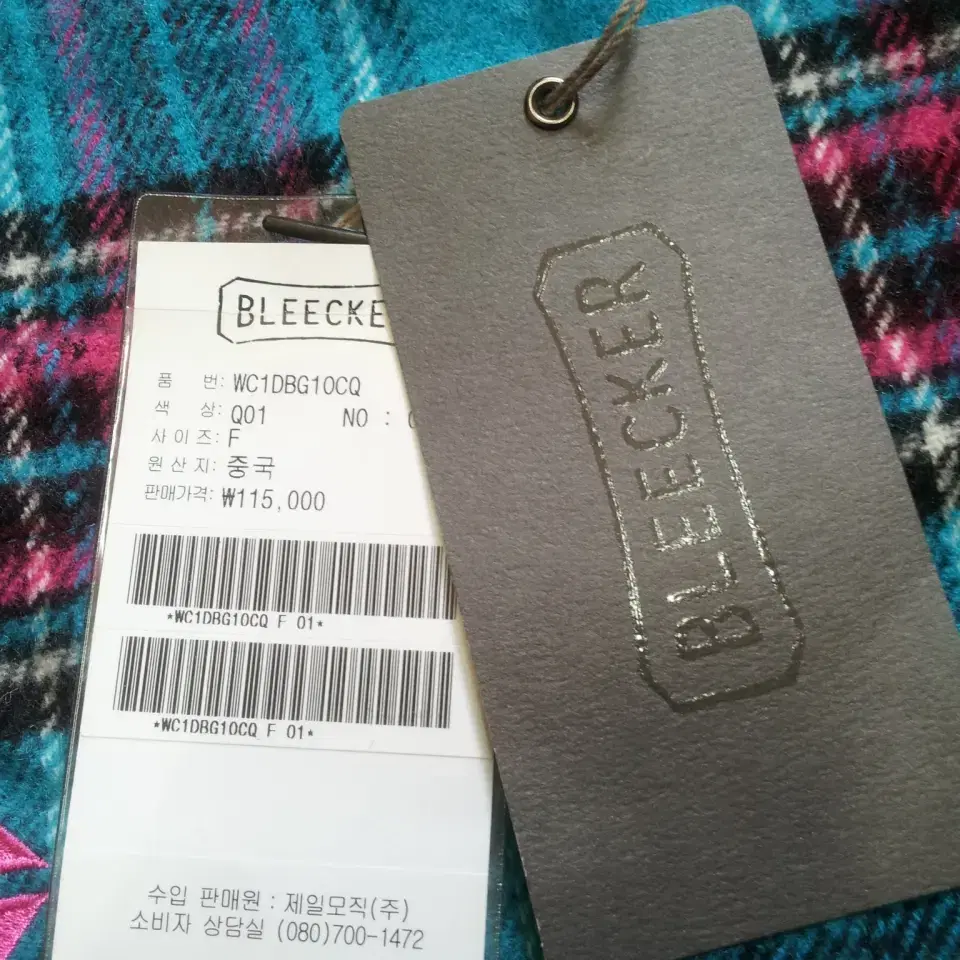 BLEECKE
품 번: WC1DBG10CQ
색 상: Q01 NO :
사이즈: F
원산지: 중국
판매가격: ₩115,000
*WC1DBG10CQ F 01*
*WC1DBG10CQ F 01*
수입 판매원 : 제일모직(주)
소비자 상담실 (080)700-1472
BLEECKER